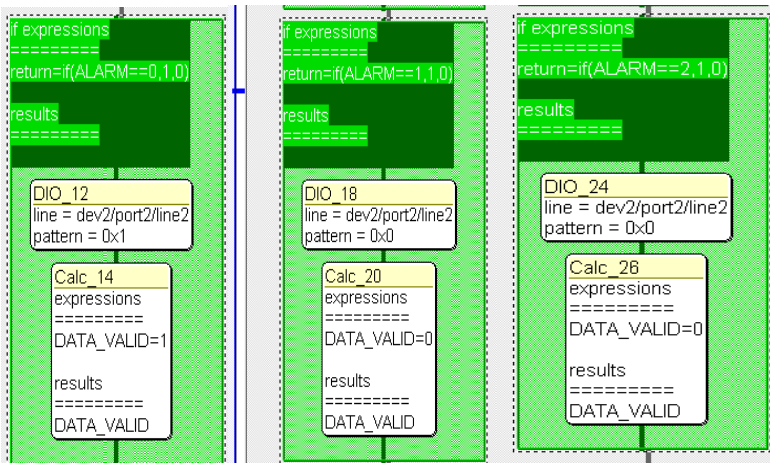 if expressions
=========
return=if(ALARM==0,1,0)
results
=========
DIO_12
line = dev2/port2/line2
pattern = 0x1
Calc_14
expressions
=========
DATA_VALID=1
results
=========
DATA_VALID
if expressions
=========
return=if(ALARM==1,1,0)
results
=========
DIO_18
line = dev2/port2/line2
pattern = 0x0
Calc_20
expressions
=========
DATA_VALID=0
results
=========
DATA_VALID
if expressions
=========
return=if(ALARM==2,1,0)
results
=========
DIO_24
line = dev2/port2/line2
pattern = 0x0
Calc_26
expressions
=========
DATA_VALID=0
results
=========
DATA_VALID